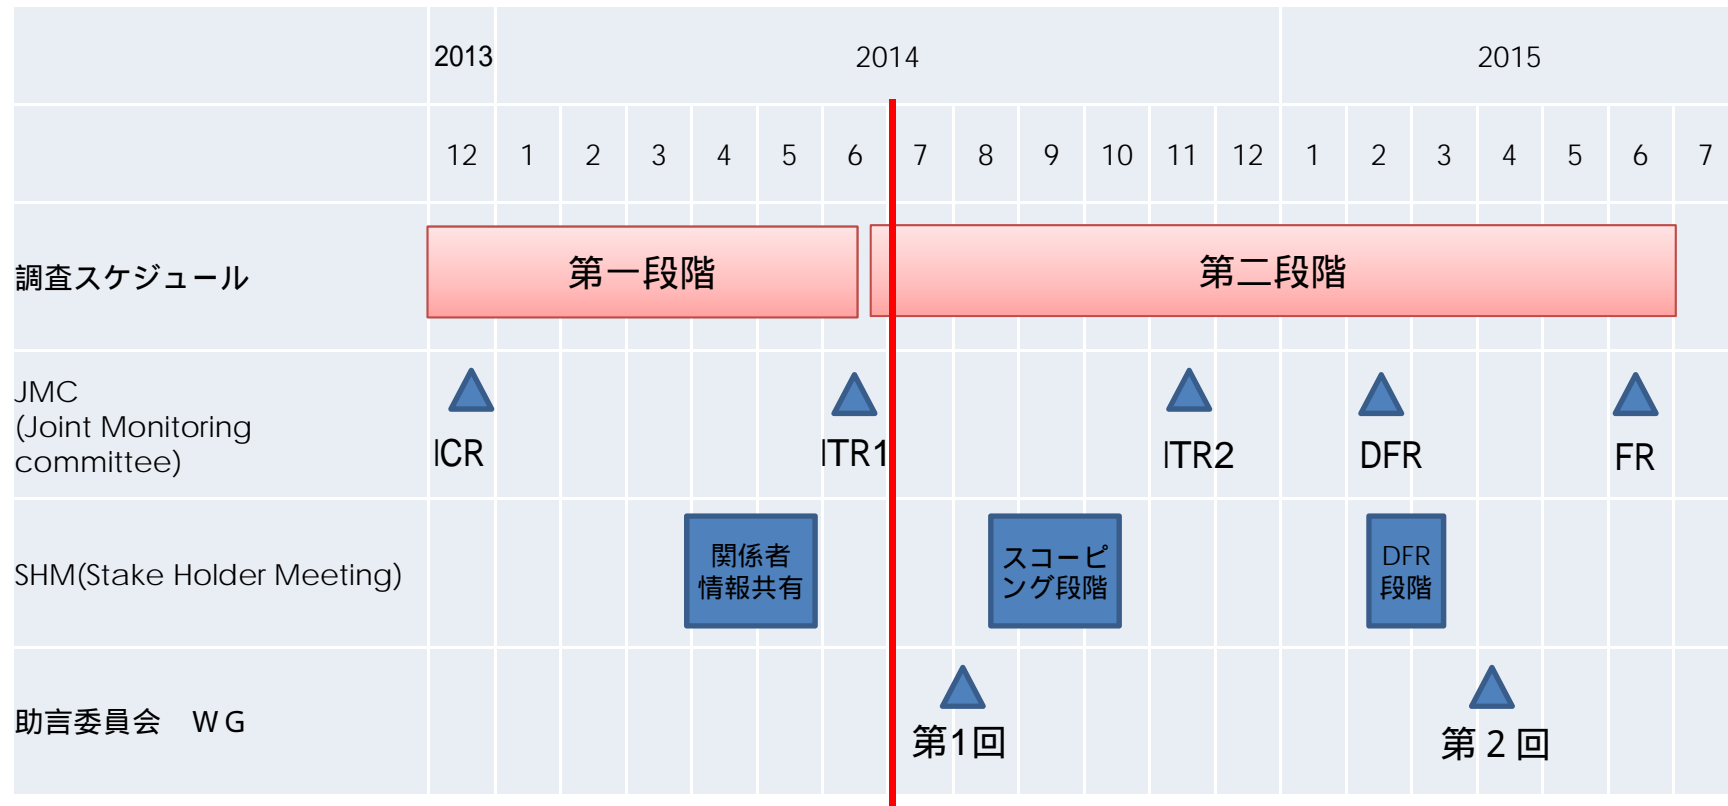 2013 2014 2015
12 1 2 3 4 5 6 7 8 9 10 11 12 1 2 3 4 5 6 7
調査スケジュール 第一段階 第二段階
JMC
(Joint Monitoring
committee)
ICR ITR1 ITR2 DFR FR
SHM(Stake Holder Meeting)
関係者
情報共有
スコーピ
ング段階
DFR
段階
助言委員会　ＷＧ
第1回 第２回